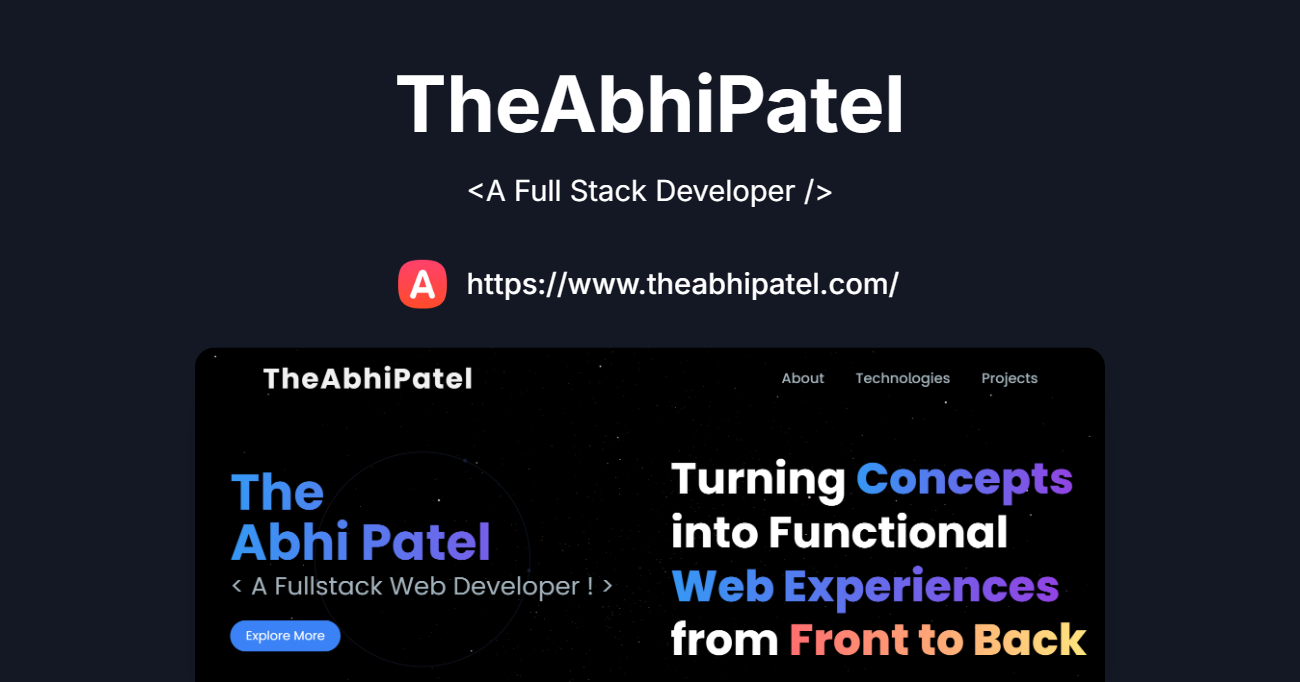 TheAbhiPatel
<A Full Stack Developer />
A https://www.theabhipatel.com/
TheAbhiPatel About Technologies Projects
The
Abhi Patel
< A Fullstack Web Developer ! >
Explore More
Turning Concepts
into Functional
Web Experiences
from Front to Back